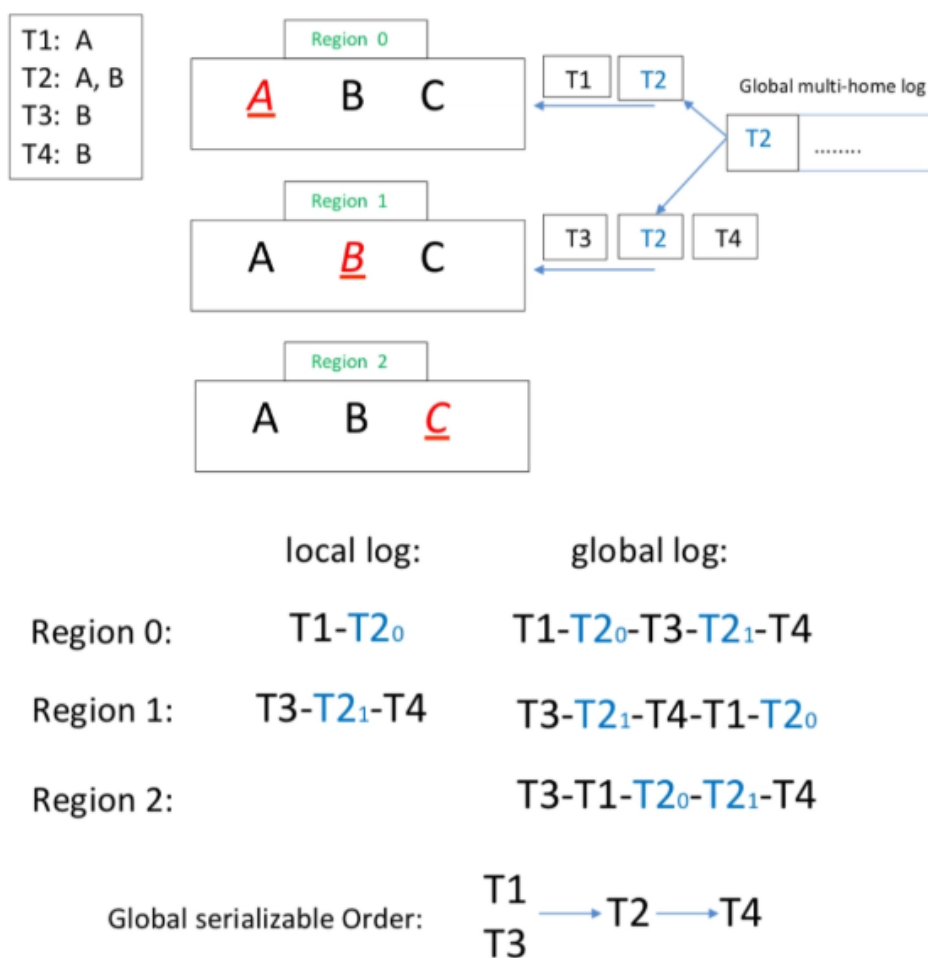 T1: A
T2: A, B
T3: B
T4: B
Region 0
A B C
T1 T2
Global multi-home log
T2 ........
Region 1
A B C
T3 T2 T4
Region 2
A B C
local log: global log:
Region 0: T1-T2₀ T1-T2₀-T3-T2₁-T4
Region 1: T3-T2₁-T4 T3-T2₁-T4-T1-T2₀
Region 2: T3-T1-T2₀-T2₁-T4
T1
Global serializable Order: T2 T4
T3